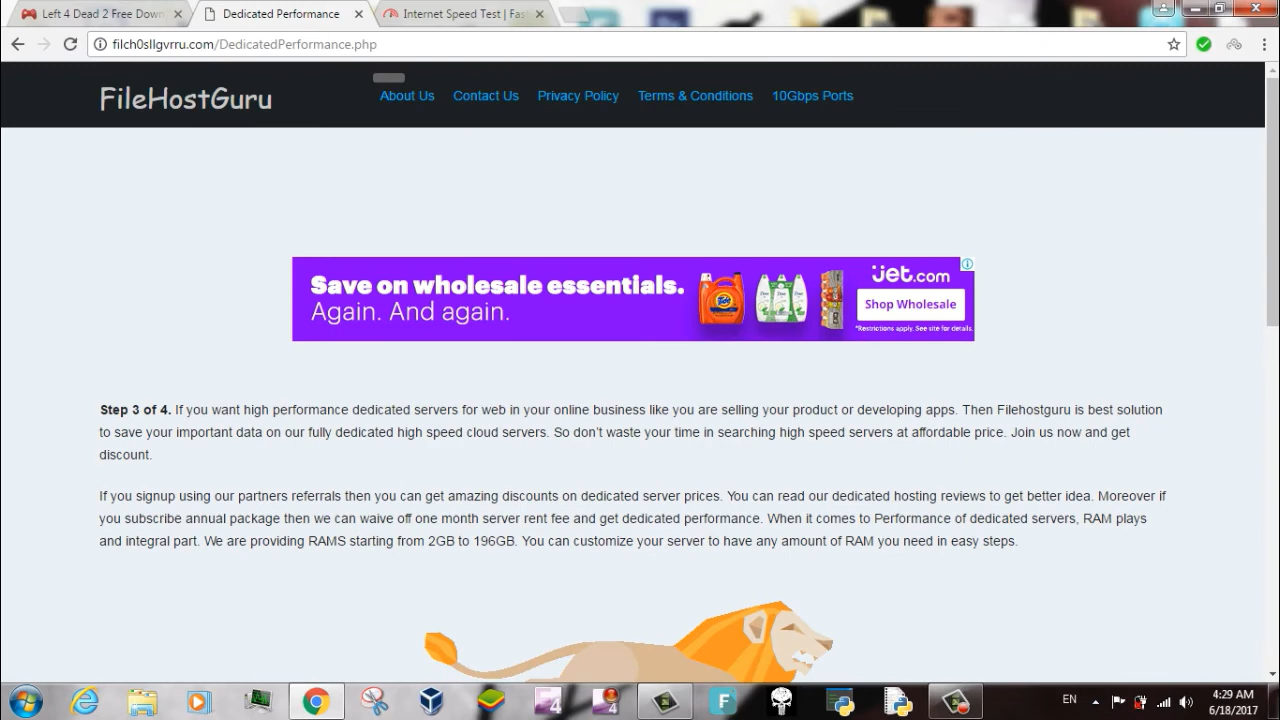 Left 4 Dead 2 Free Down
Dedicated Performance
Internet Speed Test | Fast
filch0sllgvrru.com/DedicatedPerformance.php
FileHostGuru
About Us
Contact Us
Privacy Policy
Terms & Conditions
10Gbps Ports
Save on wholesale essentials.
Again. And again.
jet.com
Shop Wholesale
*Restrictions apply. See site for details.
Step 3 of 4. If you want high performance dedicated servers for web in your online business like you are selling your product or developing apps. Then Filehostguru is best solution
to save your important data on our fully dedicated high speed cloud servers. So don't waste your time in searching high speed servers at affordable price. Join us now and get
discount.
If you signup using our partners referrals then you can get amazing discounts on dedicated server prices. You can read our dedicated hosting reviews to get better idea. Moreover if
you subscribe annual package then we can waive off one month server rent fee and get dedicated performance. When it comes to Performance of dedicated servers, RAM plays
and integral part. We are providing RAMS starting from 2GB to 196GB. You can customize your server to have any amount of RAM you need in easy steps.
EN
4:29 AM
6/18/2017